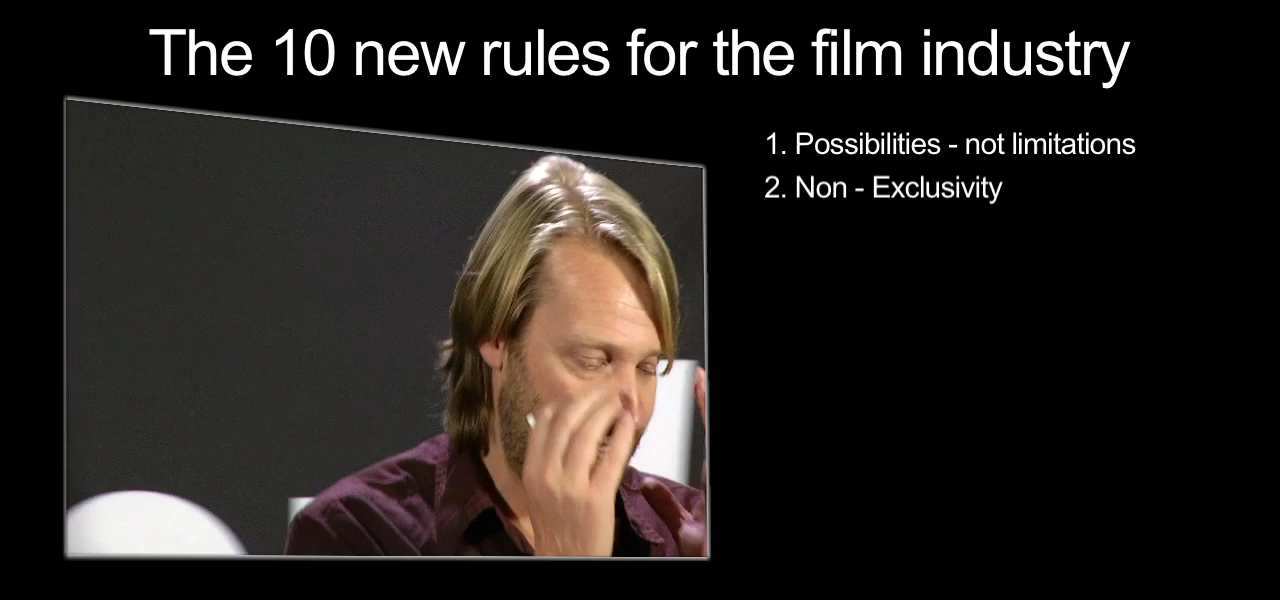 The 10 new rules for the film industry
1. Possibilities - not limitations
2. Non - Exclusivity